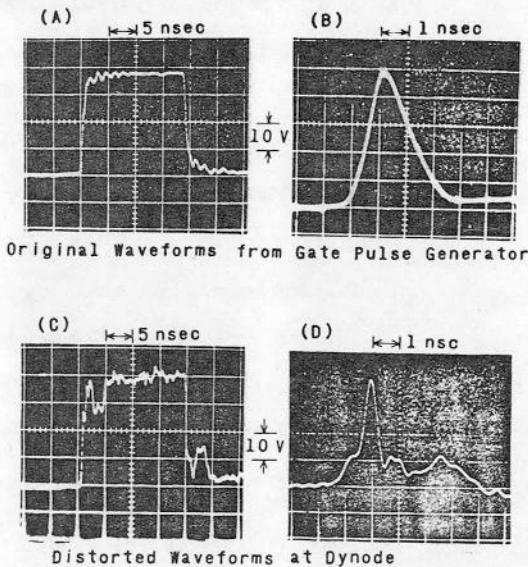 (A) 5 nsec
(B) 1 nsec
10 V
Original Waveforms from Gate Pulse Generator
(C) 5 nsec
(D) 1 nsc
10 V
Distorted Waveforms at Dynode